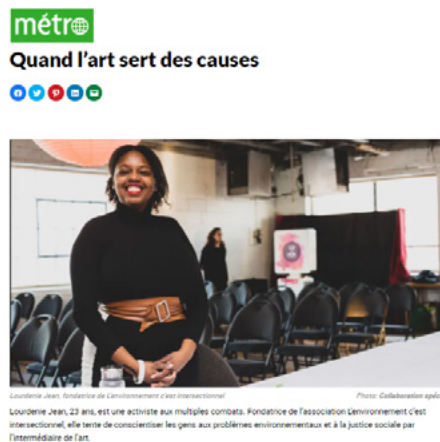 métro
Quand l'art sert des causes
Lourdenie Jean, fondatrice de L'environnement c'est intersectionnel
Photo: Collaboration spéc
Lourdenie Jean, 23 ans, est une activiste aux multiples combats. Fondatrice de l'association L'environnement c'est
intersectionnel, elle tente de conscientiser les gens aux problèmes environnementaux et à la justice sociale par
l'intermédiaire de l'art.